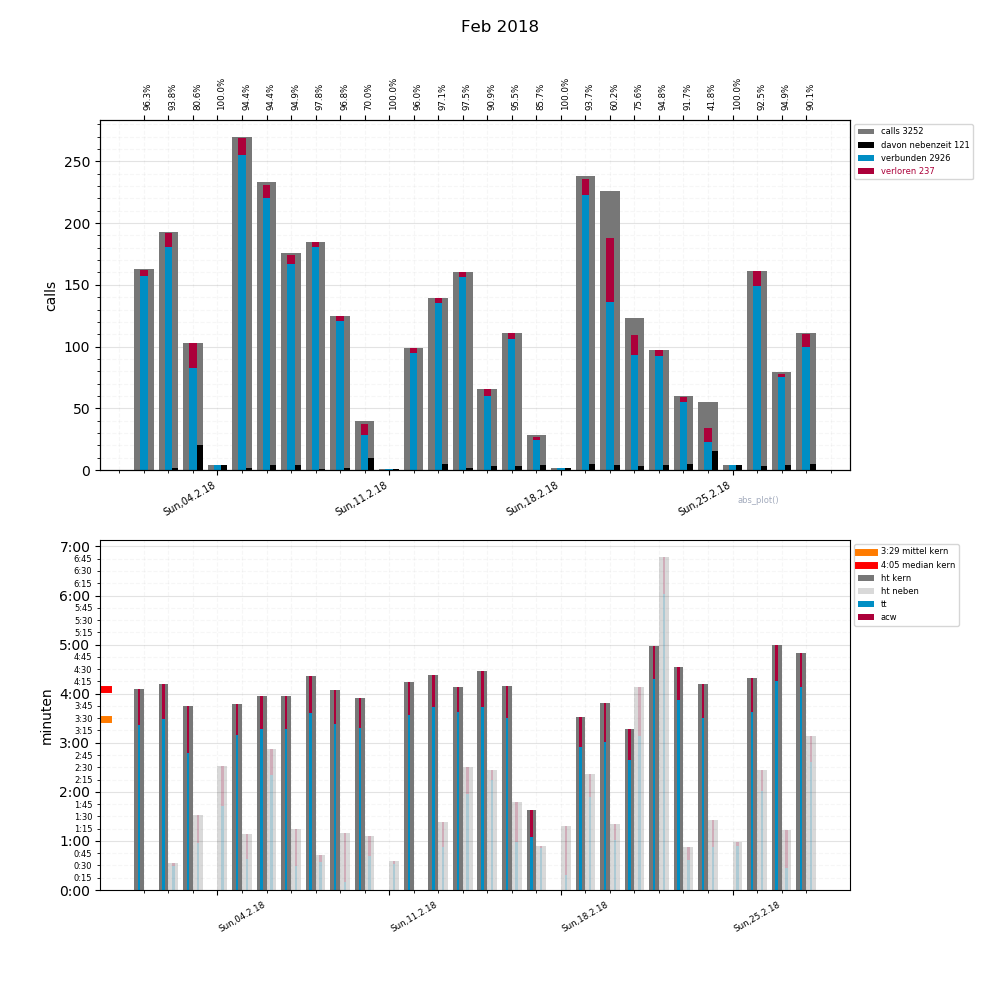 Feb 2018
96.3% 93.8% 80.6% 100.0% 94.4% 94.4% 94.9% 97.8% 96.8% 70.0% 100.0% 96.0% 97.1% 97.5% 90.9% 95.5% 85.7% 100.0% 93.7% 60.2% 75.6% 94.8% 91.7% 41.8% 100.0% 92.5% 94.9% 90.1%
calls 3252
davon nebenzeit 121
verbunden 2926
verloren 237
250
200
150
100
50
0
calls
Sun,04.2.18 Sun,11.2.18 Sun,18.2.18 Sun,25.2.18
abs_plot()
7:00
6:45
6:30
6:15
6:00
5:45
5:30
5:15
5:00
4:45
4:30
4:15
4:00
3:45
3:30
3:15
3:00
2:45
2:30
2:15
2:00
1:45
1:30
1:15
1:00
0:45
0:30
0:15
0:00
minuten
3:29 mittel kern
4:05 median kern
ht kern
ht neben
tt
acw
Sun,04.2.18 Sun,11.2.18 Sun,18.2.18 Sun,25.2.18